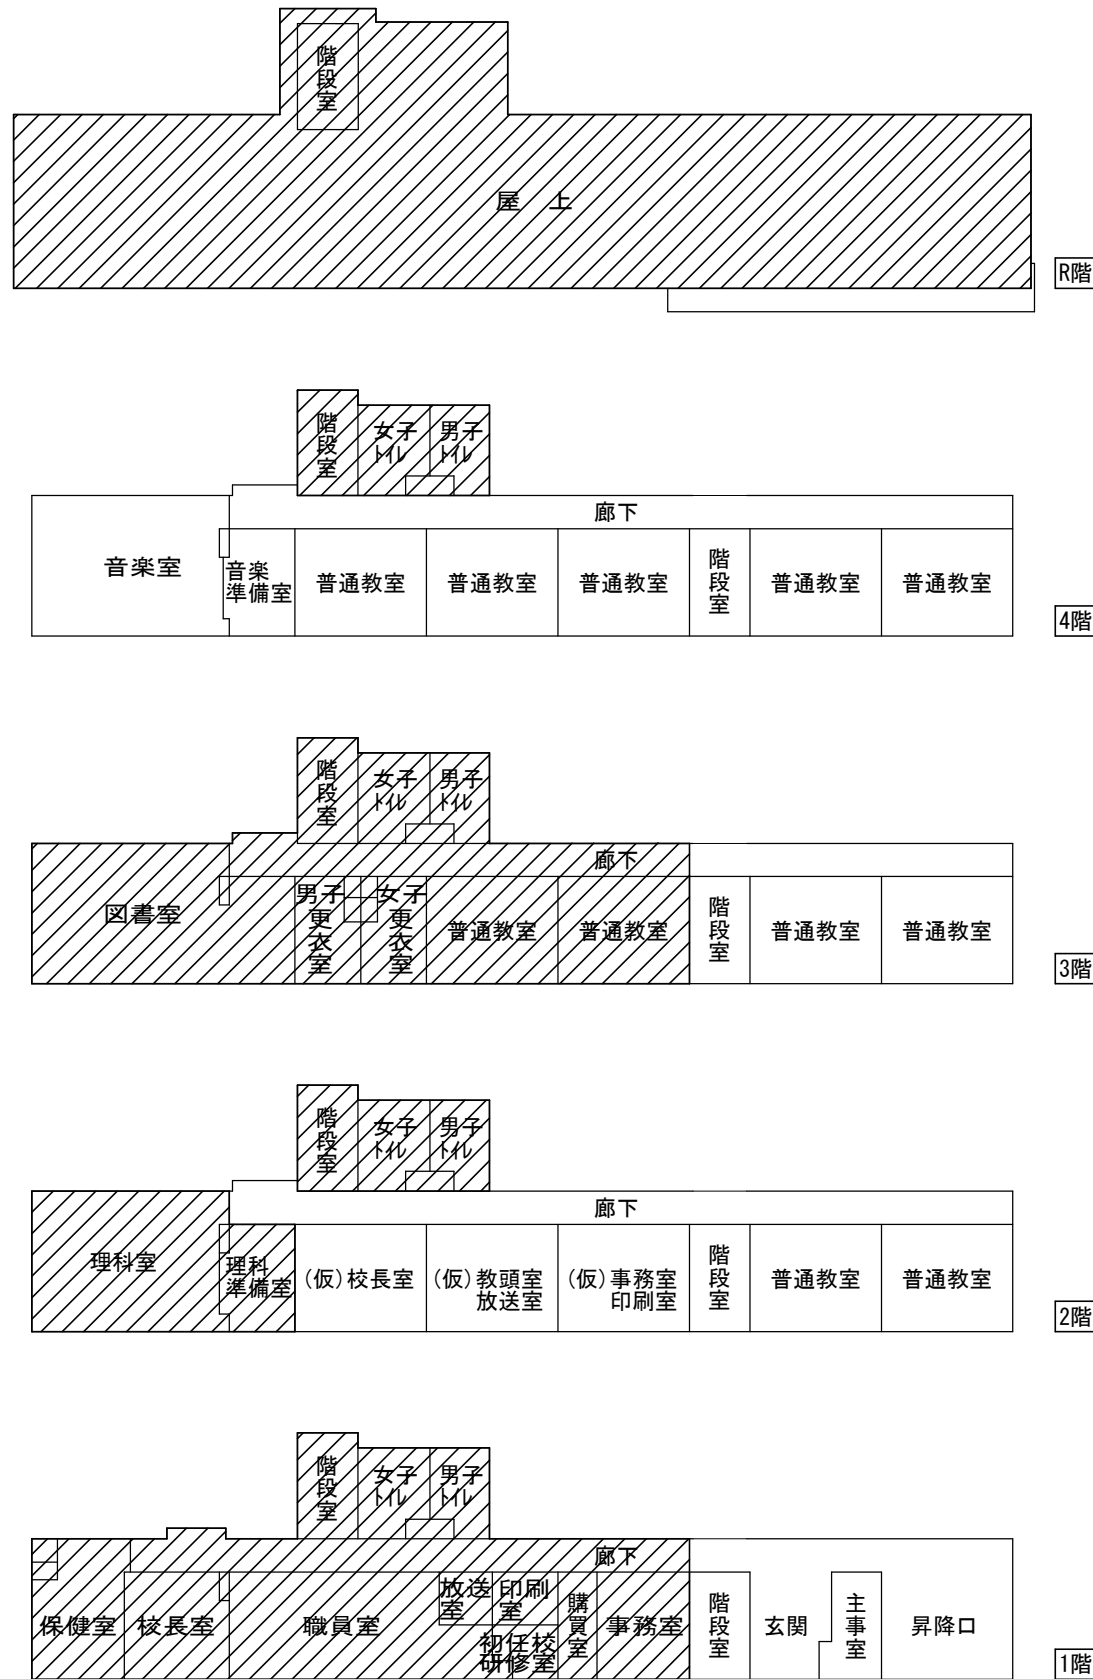 階段室
屋　上
R階
階段室
女子
トイレ
男子
トイレ
廊下
音楽室
音楽
準備室
普通教室
普通教室
普通教室
階段室
普通教室
普通教室
4階
階段室
女子
トイレ
男子
トイレ
廊下
図書室
男子
更衣室
女子
更衣室
普通教室
普通教室
階段室
普通教室
普通教室
3階
階段室
女子
トイレ
男子
トイレ
廊下
理科室
理科
準備室
(仮)校長室
(仮)教頭室
放送室
(仮)事務室
印刷室
階段室
普通教室
普通教室
2階
階段室
女子
トイレ
男子
トイレ
廊下
保健室
校長室
職員室
放送
室
印刷
室
初任校
研修室
購買室
事務室
階段室
玄関
主事室
昇降口
1階